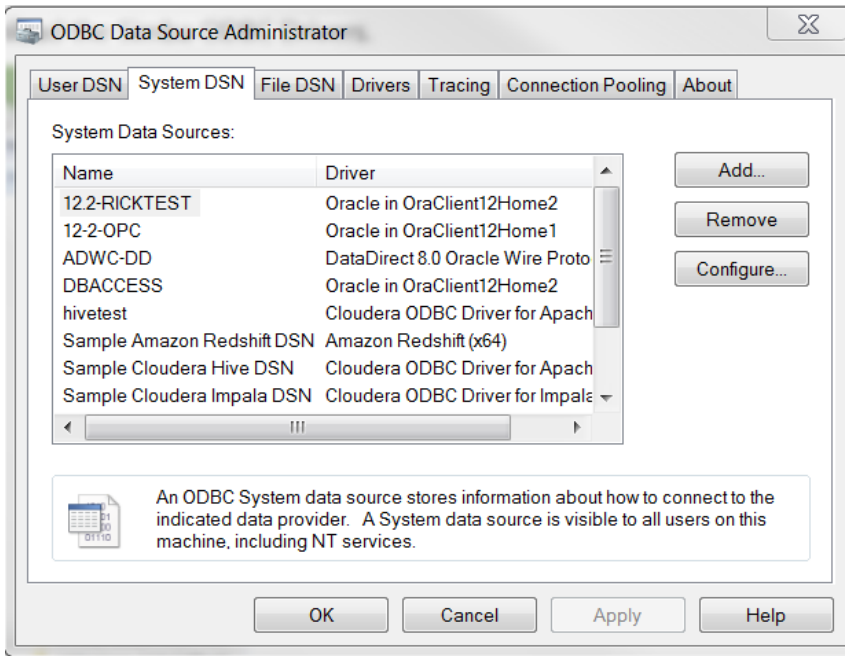 ODBC Data Source Administrator
User DSN System DSN File DSN Drivers Tracing Connection Pooling About
System Data Sources:
Name Driver
12.2-RICKTEST Oracle in OraClient12Home2
12-2-OPC Oracle in OraClient12Home1
ADWC-DD DataDirect 8.0 Oracle Wire Proto
DBACCESS Oracle in OraClient12Home2
hivetest Cloudera ODBC Driver for Apach
Sample Amazon Redshift DSN Amazon Redshift (x64)
Sample Cloudera Hive DSN Cloudera ODBC Driver for Apach
Sample Cloudera Impala DSN Cloudera ODBC Driver for Impala
Add...
Remove
Configure...
An ODBC System data source stores information about how to connect to the
indicated data provider. A System data source is visible to all users on this
machine, including NT services.
OK Cancel Apply Help